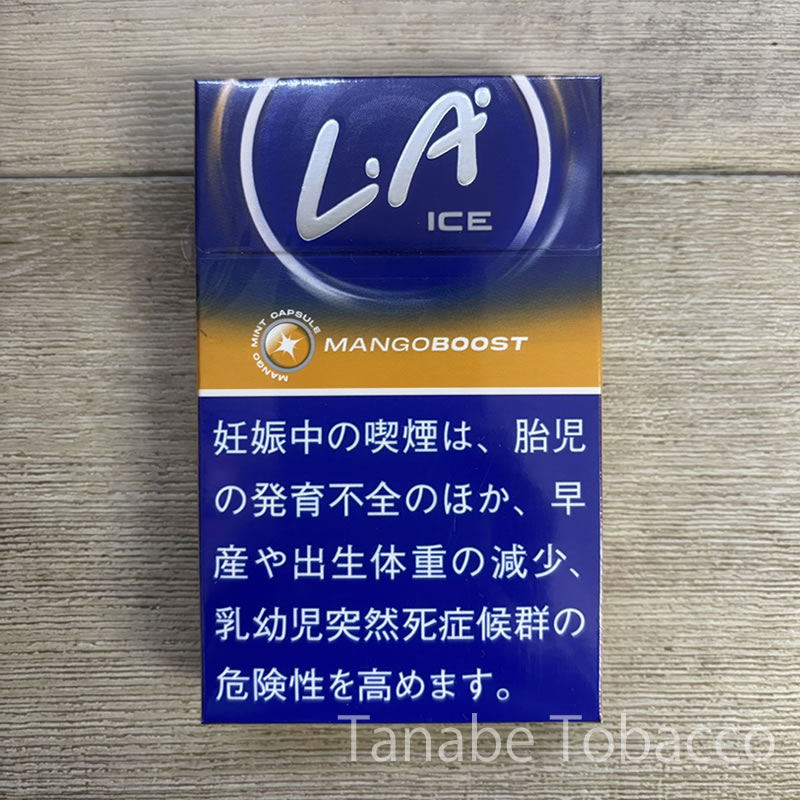 L.A
ICE
MANGO MINT CAPSULE
MANGO
MANGOBOOST
妊娠中の喫煙は、胎児
の発育不全のほか、早
産や出生体重の減少、
乳幼児突然死症候群の
危険性を高めます。
Tanabe Tobacco